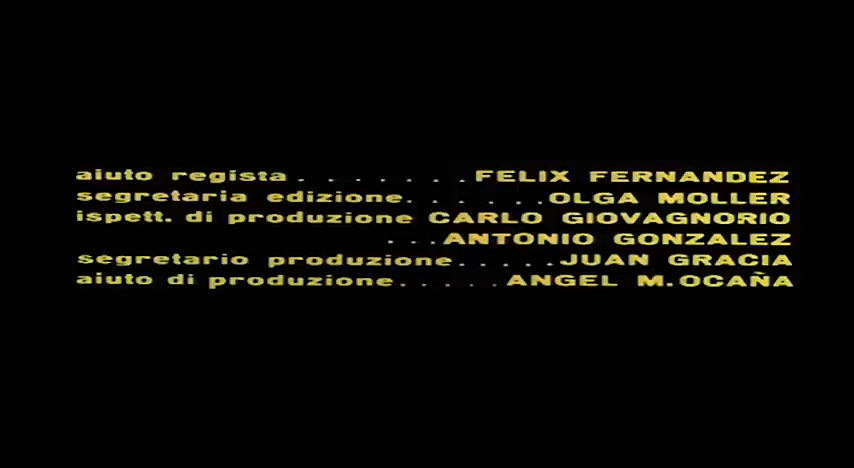 aiuto regista . . . . . . . FELIX FERNANDEZ
segretaria edizione. . . . . . OLGA MOLLER
ispett. di produzione CARLO GIOVAGNORIO
. . . ANTONIO GONZALEZ
segretario produzione . . . . . JUAN GRACIA
aiuto di produzione . . . . . ANGEL M. OCAÑA